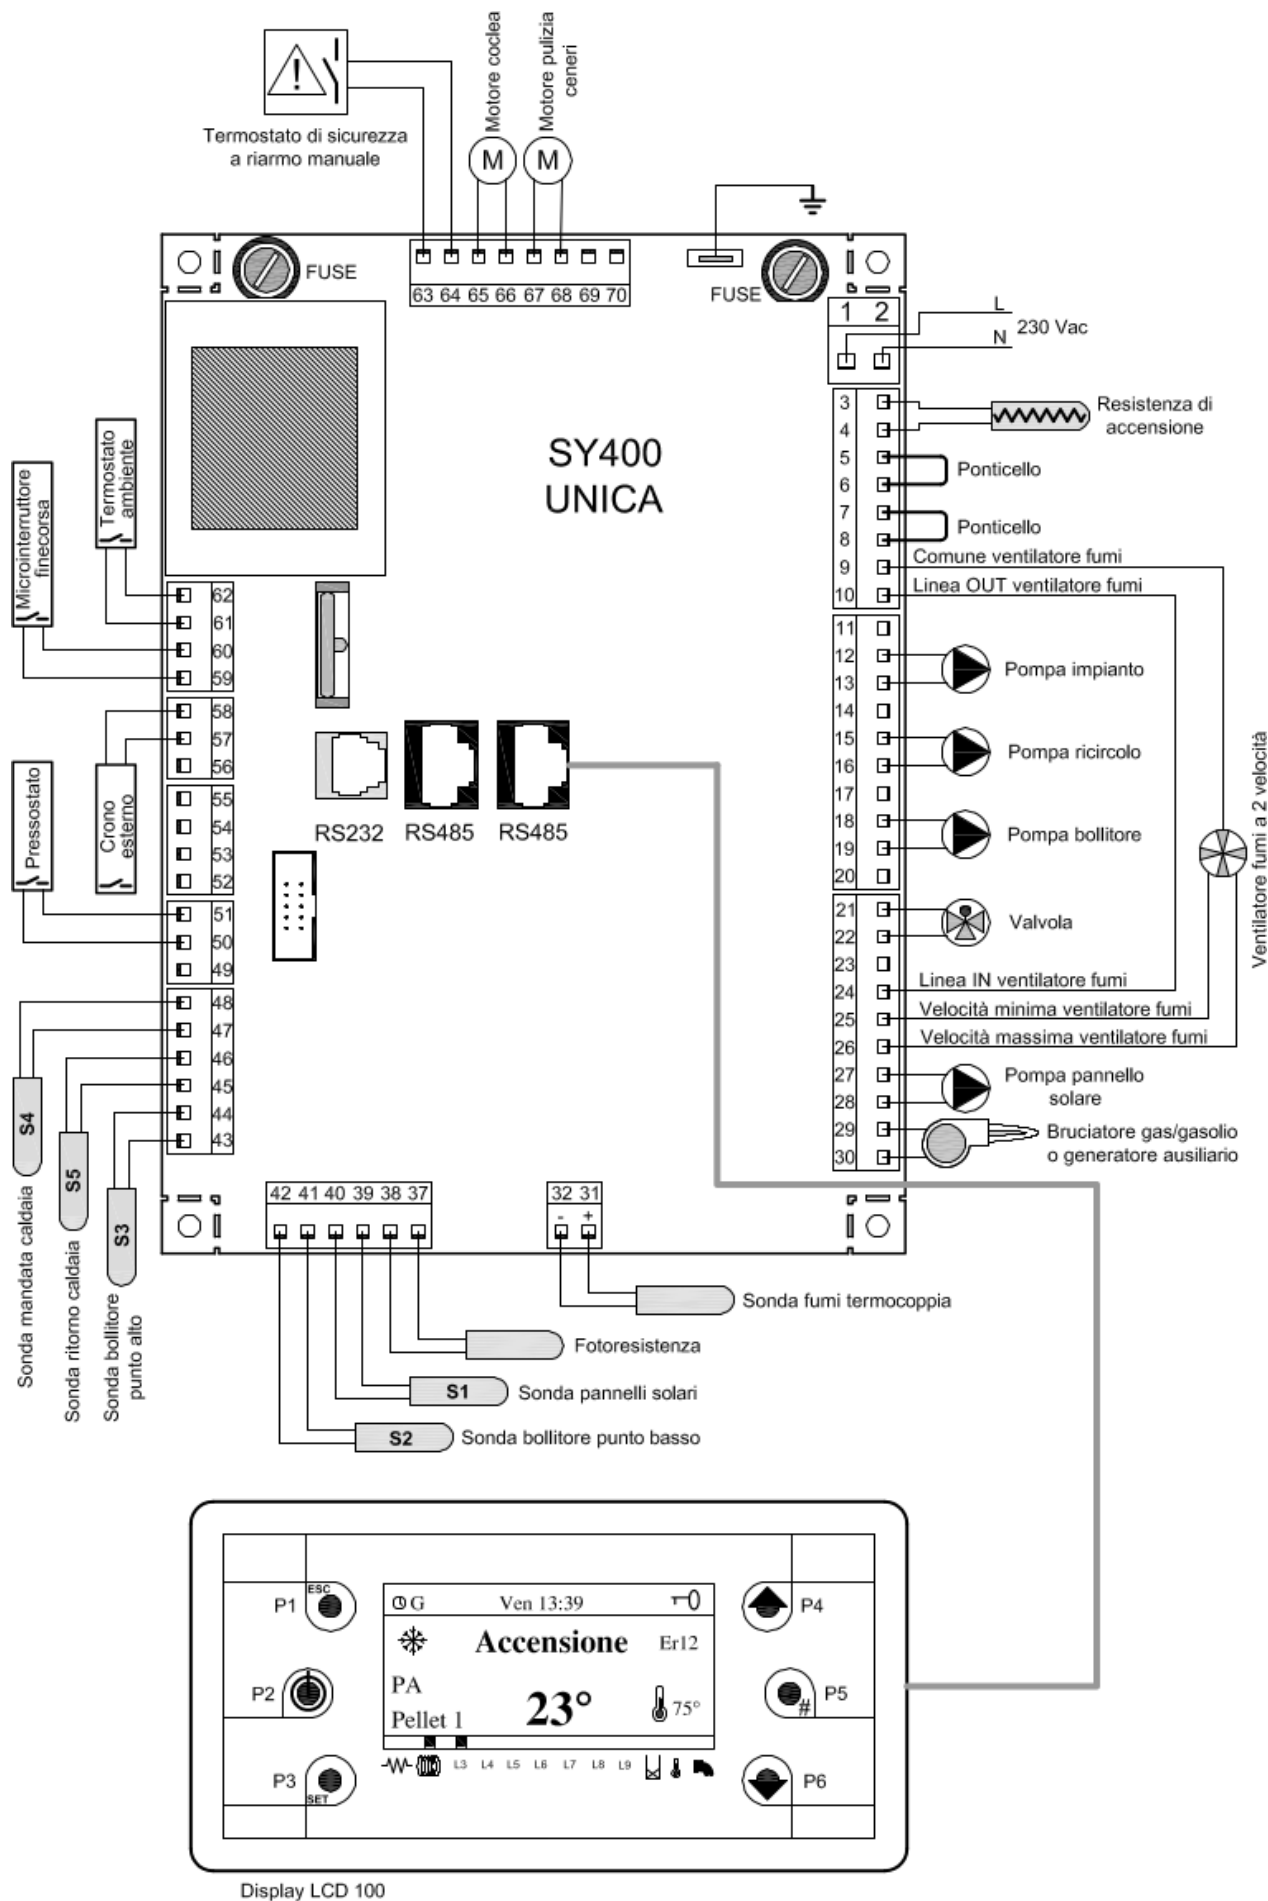 Termostato di sicurezza
a riarmo manuale
Motore coclea
Motore pulizia
ceneri
M
M
FUSE
63 64 65 66 67 68 69 70
FUSE
1 2
L
N
230 Vac
SY400
UNICA
3
4
5
6
7
8
9
10
Resistenza di
accensione
Ponticello
Ponticello
Comune ventilatore fumi
Linea OUT ventilatore fumi
11
12
13
14
15
16
17
18
19
20
Pompa impianto
Pompa ricircolo
Pompa bollitore
21
22
23
24
25
26
27
28
29
30
Valvola
Linea IN ventilatore fumi
Velocità minima ventilatore fumi
Velocità massima ventilatore fumi
Pompa pannello
solare
Bruciatore gas/gasolio
o generatore ausiliario
Ventilatore fumi a 2 velocità
Microinterruttore
finecorsa
Termostato
ambiente
62
61
60
59
58
57
56
55
54
53
52
51
50
49
48
47
46
45
44
43
Pressostato
Crono
esterno
RS232
RS485
RS485
S4
S5
S3
Sonda mandata caldaia
Sonda ritorno caldaia
Sonda bollitore
punto alto
42 41 40 39 38 37
32 31
- +
Sonda fumi termocoppia
Fotoresistenza
S1
Sonda pannelli solari
S2
Sonda bollitore punto basso
P1
ESC
P2
P3
SET
G
Ven 13:39
Accensione
Er12
PA
23°
75°
Pellet 1
L3 L4 L5 L6 L7 L8 L9
P4
P5
#
P6
Display LCD 100